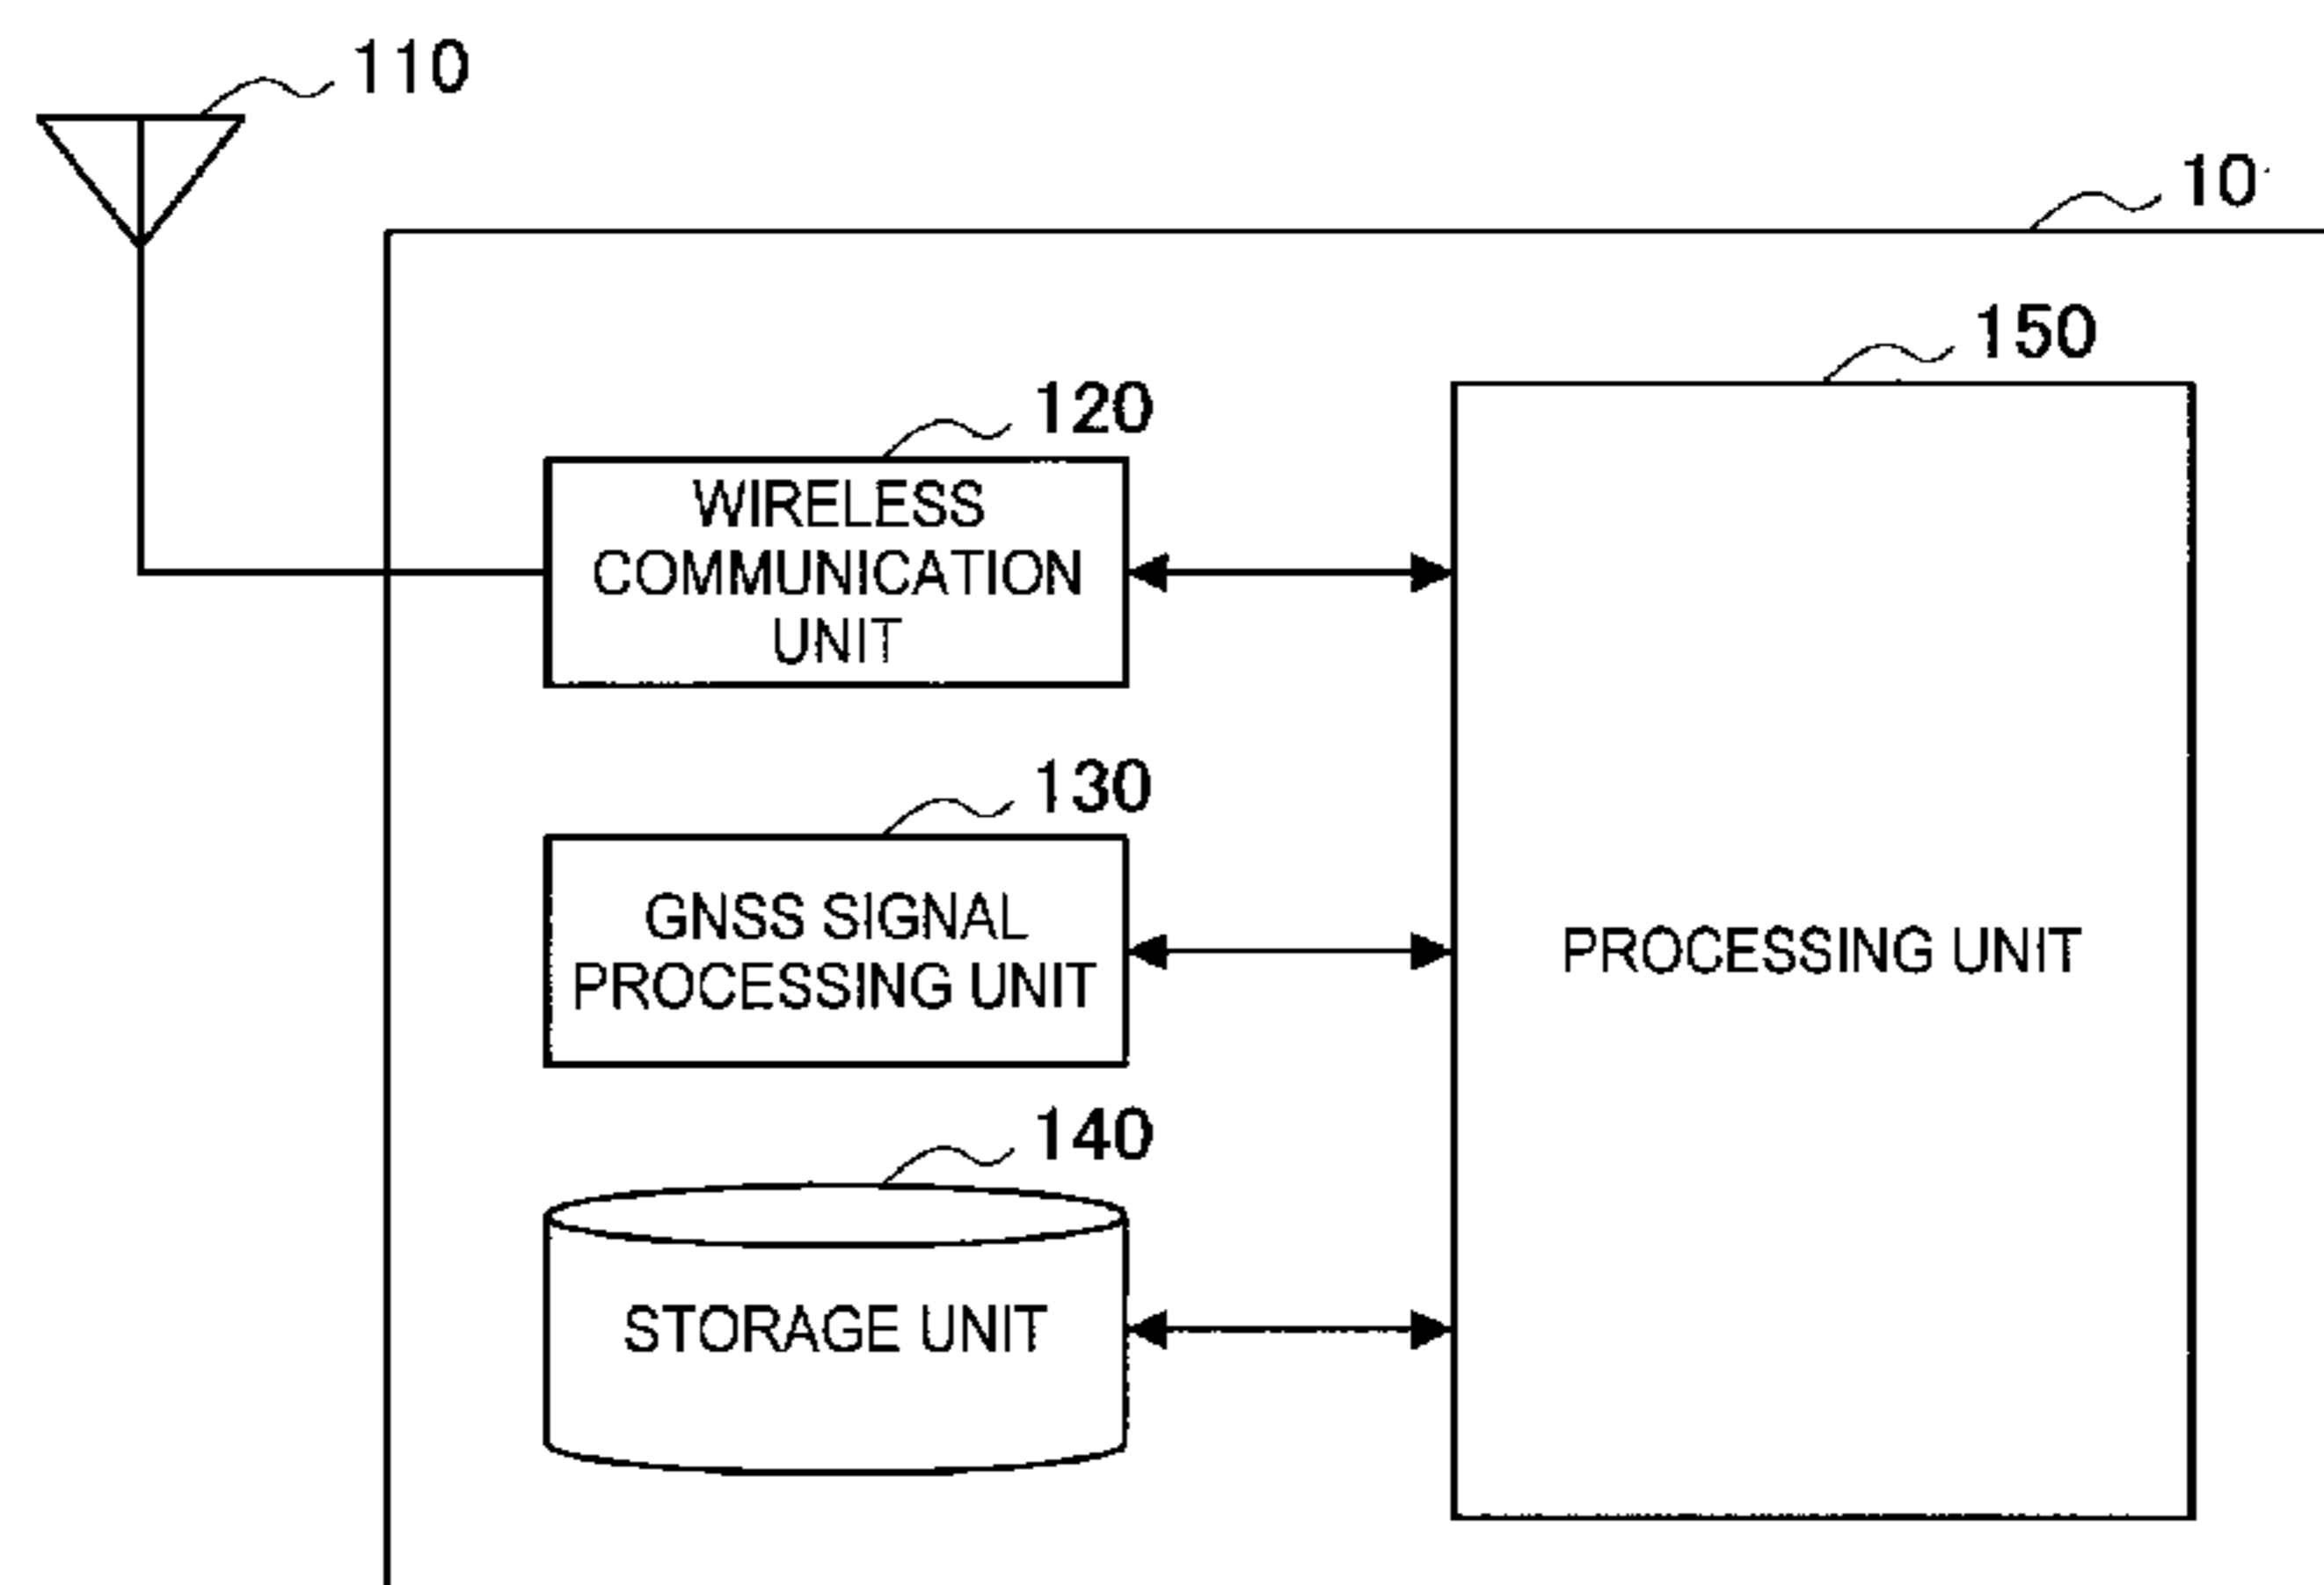 110
10
150
120
WIRELESS
COMMUNICATION
UNIT
130
GNSS SIGNAL
PROCESSING UNIT
PROCESSING UNIT
140
STORAGE UNIT